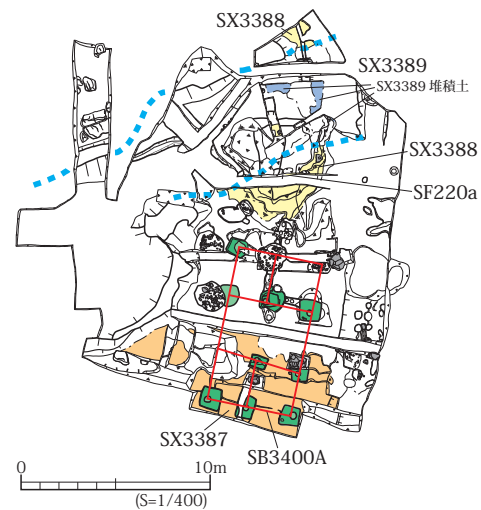 SX3388
SX3389
SX3389 堆積土
SX3388
SF220a
SX3387
SB3400A
0 10m
(S=1/400)